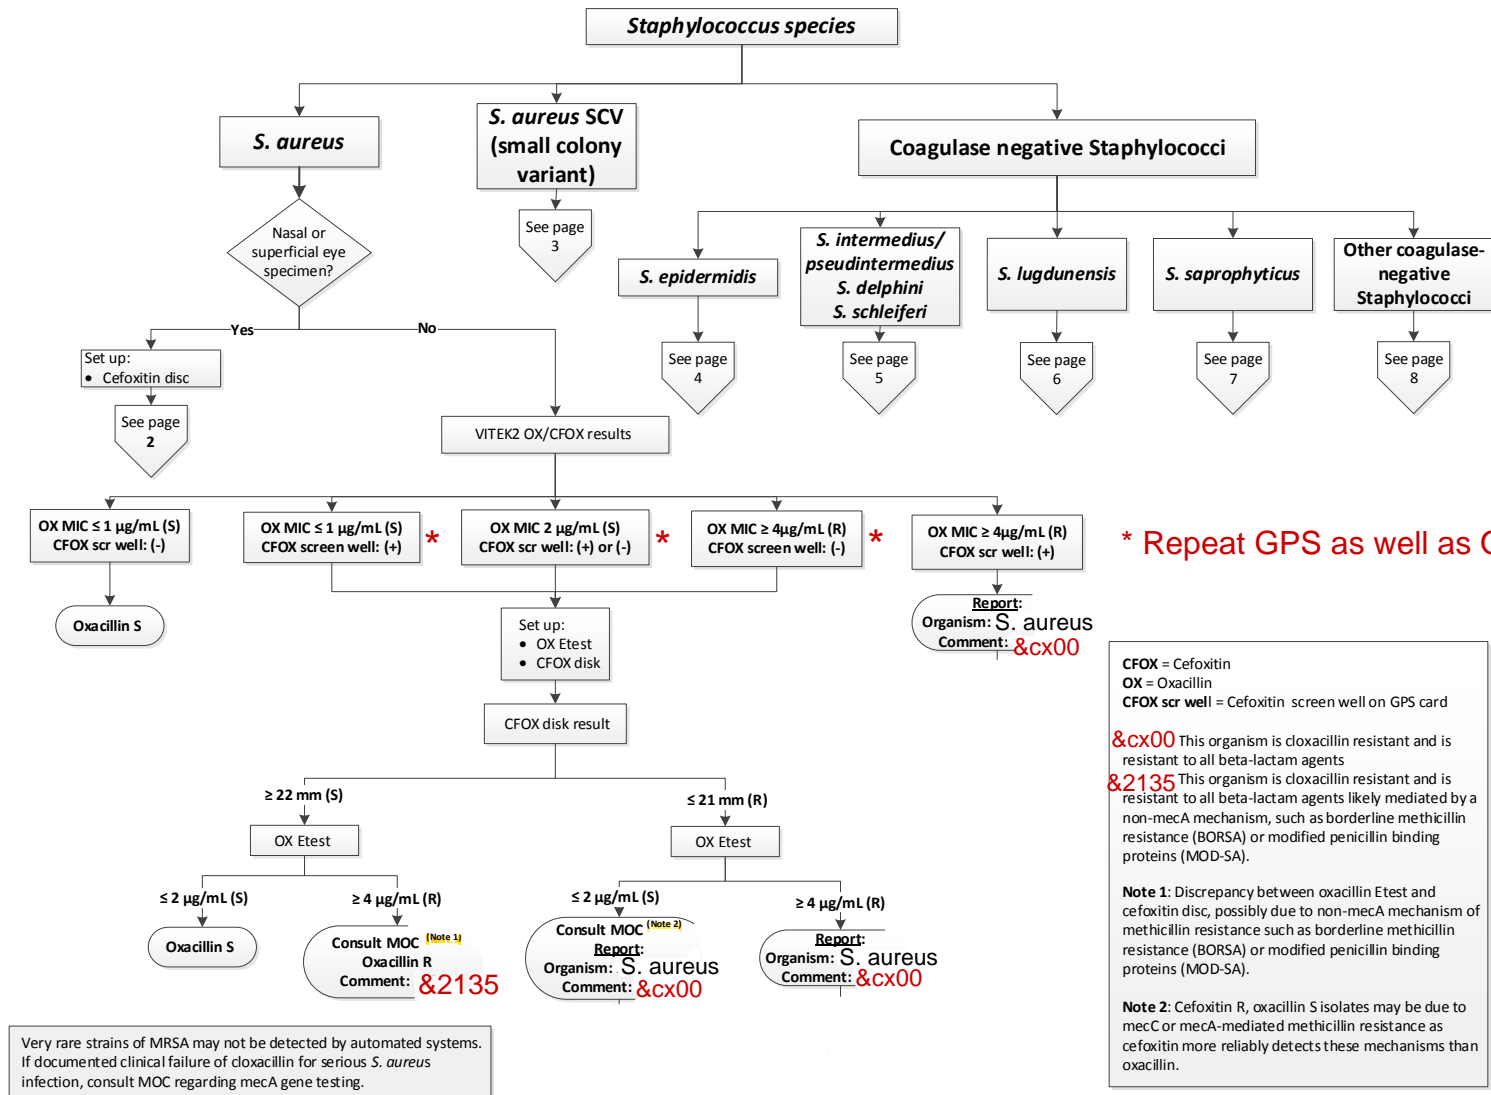 Staphylococcus species
S. aureus
S. aureus SCV
(small colony
variant)
Coagulase negative Staphylococci
Nasal or
superficial eye
specimen?
See page
3
S. epidermidis
S. intermedius/
pseudintermedius
S. delphini
S. schleiferi
S. lugdunensis
S. saprophyticus
Other coagulase-
negative
Staphylococci
Yes
No
Set up:
• Cefoxitin disc
See page
2
See page
4
See page
5
See page
6
See page
7
See page
8
VITEK2 OX/CFOX results
OX MIC ≤ 1 µg/mL (S)
CFOX scr well: (-)
OX MIC ≤ 1 µg/mL (S)
CFOX screen well: (+)
*
OX MIC 2 µg/mL (S)
CFOX scr well: (+) or (-)
*
OX MIC ≥ 4µg/mL (R)
CFOX screen well: (-)
*
OX MIC ≥ 4µg/mL (R)
CFOX scr well: (+)
* Repeat GPS as well as
Oxacillin S
Set up:
• OX Etest
• CFOX disk
Report:
Organism: S. aureus
Comment: &cx00
CFOX disk result
≥ 22 mm (S)
≤ 21 mm (R)
OX Etest
OX Etest
≤ 2 µg/mL (S)
≥ 4 µg/mL (R)
≤ 2 µg/mL (S)
≥ 4 µg/mL (R)
Oxacillin S
Consult MOC (Note 1)
Oxacillin R
Comment: &2135
Consult MOC (Note 2)
Report:
Organism: S. aureus
Comment: &cx00
Report:
Organism: S. aureus
Comment: &cx00
CFOX = Cefoxitin
OX = Oxacillin
CFOX scr well = Cefoxitin screen well on GPS card
&cx00 This organism is cloxacillin resistant and is
resistant to all beta-lactam agents
&2135 This organism is cloxacillin resistant and is
resistant to all beta-lactam agents likely mediated by a
non-mecA mechanism, such as borderline methicillin
resistance (BORSA) or modified penicillin binding
proteins (MOD-SA).
Note 1: Discrepancy between oxacillin Etest and
cefoxitin disc, possibly due to non-mecA mechanism of
methicillin resistance such as borderline methicillin
resistance (BORSA) or modified penicillin binding
proteins (MOD-SA).
Note 2: Cefoxitin R, oxacillin S isolates may be due to
mecC or mecA-mediated methicillin resistance as
cefoxitin more reliably detects these mechanisms than
oxacillin.
Very rare strains of MRSA may not be detected by automated systems.
If documented clinical failure of cloxacillin for serious S. aureus
infection, consult MOC regarding mecA gene testing.